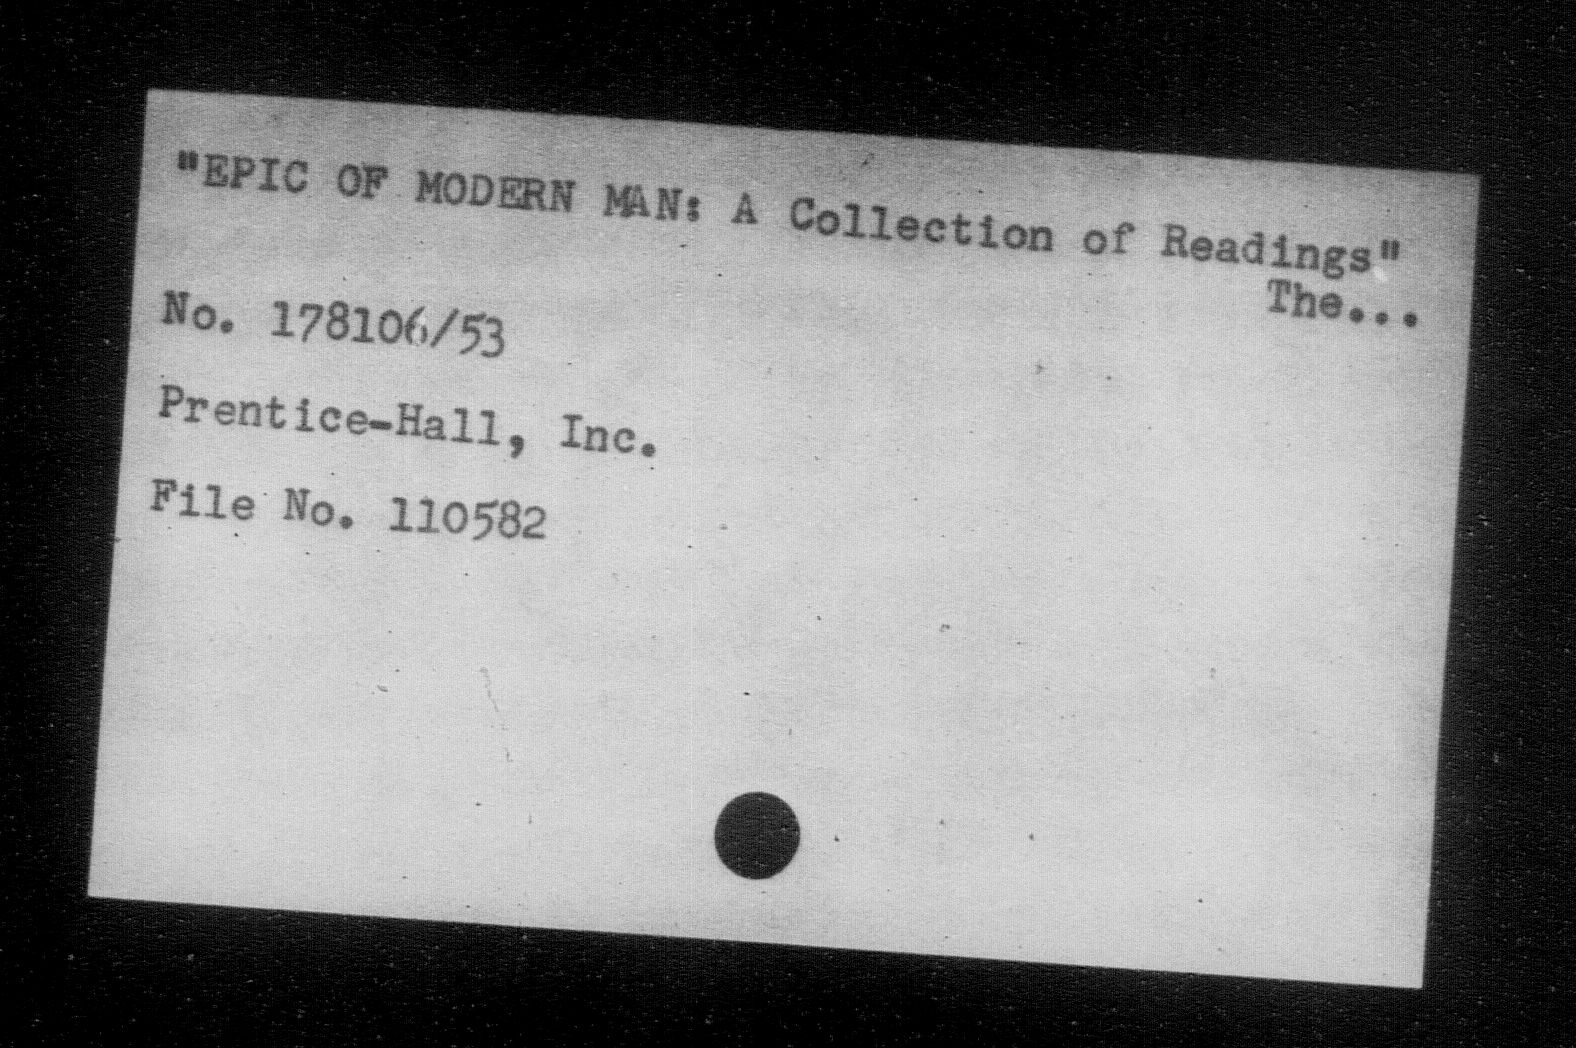 "EPIC OF MODERN MAN: A Collection of Readings"
The...
No. 178106/53
Prentice-Hall, Inc.
File No. 110582